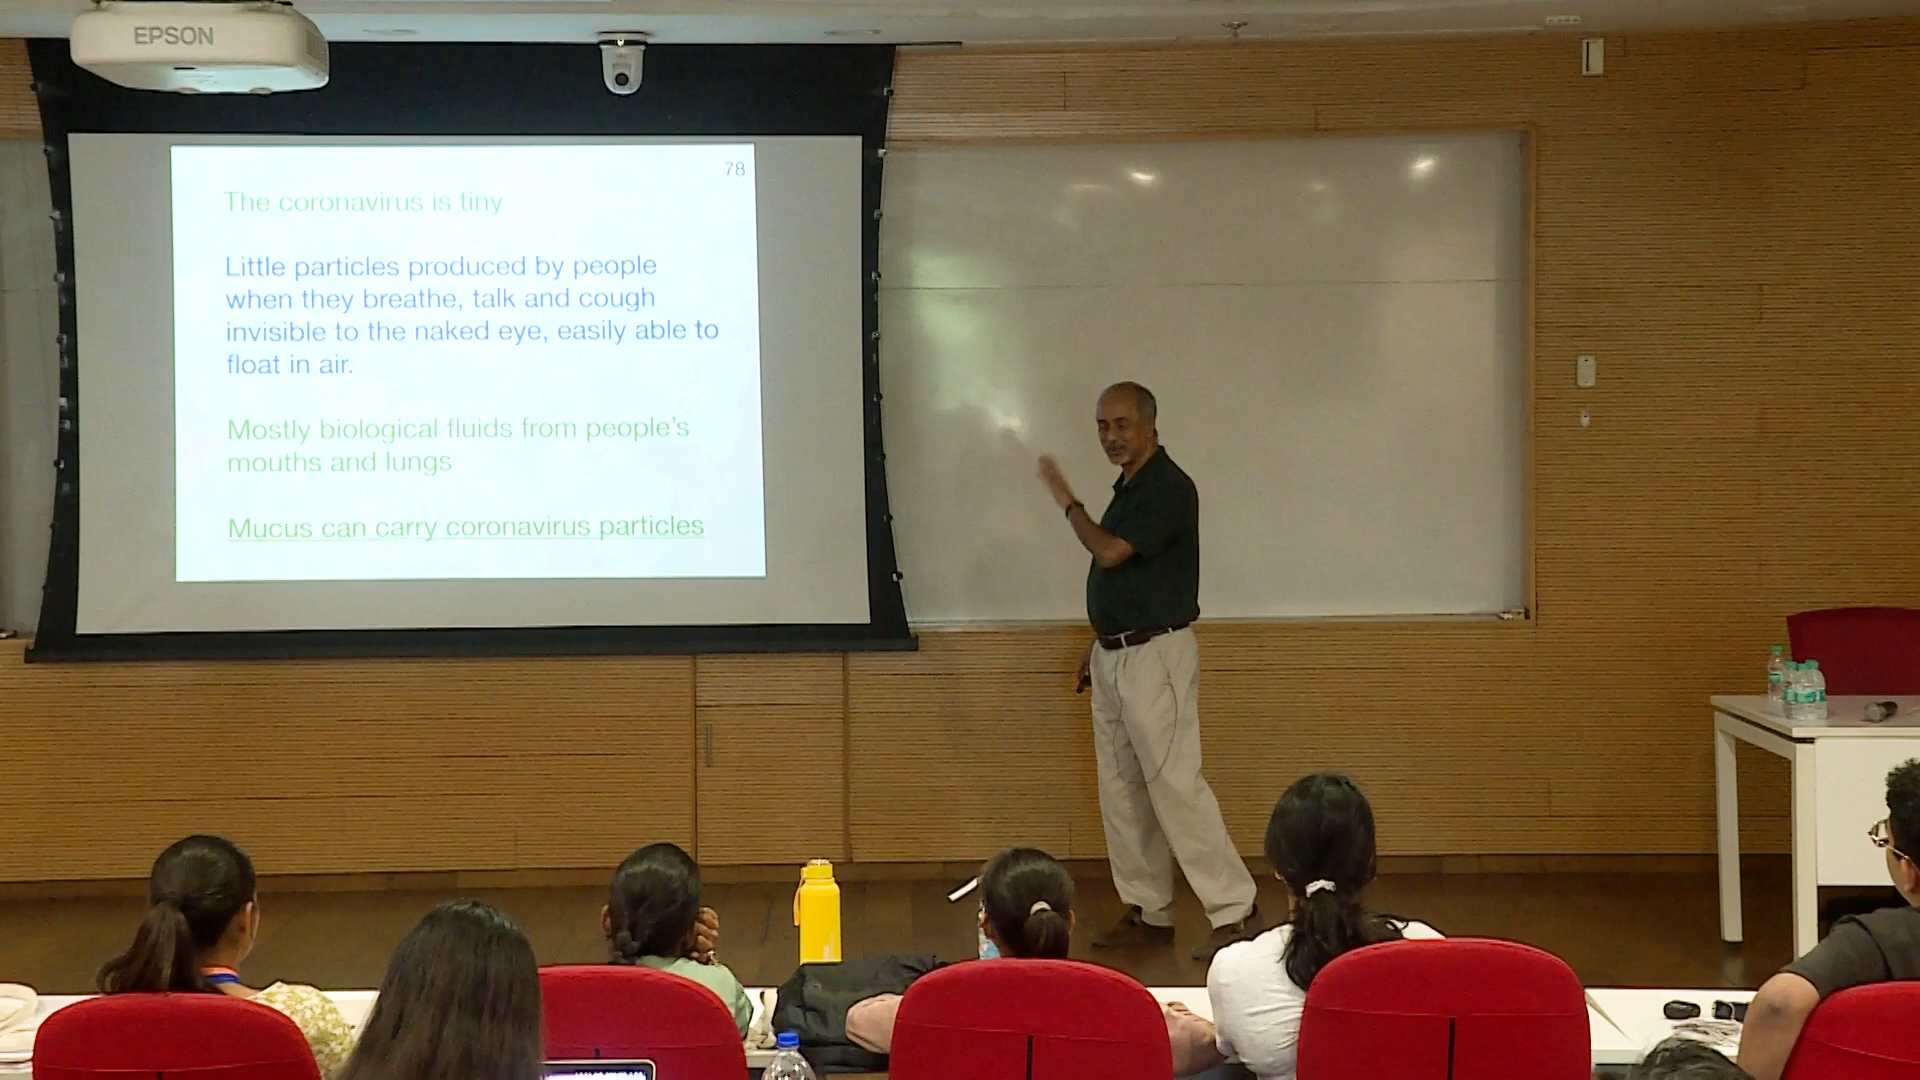 EPSON
78
The coronavirus is tiny
Little particles produced by people
when they breathe, talk and cough
invisible to the naked eye, easily able to
float in air.
Mostly biological fluids from people's
mouths and lungs
Mucus can carry coronavirus particles